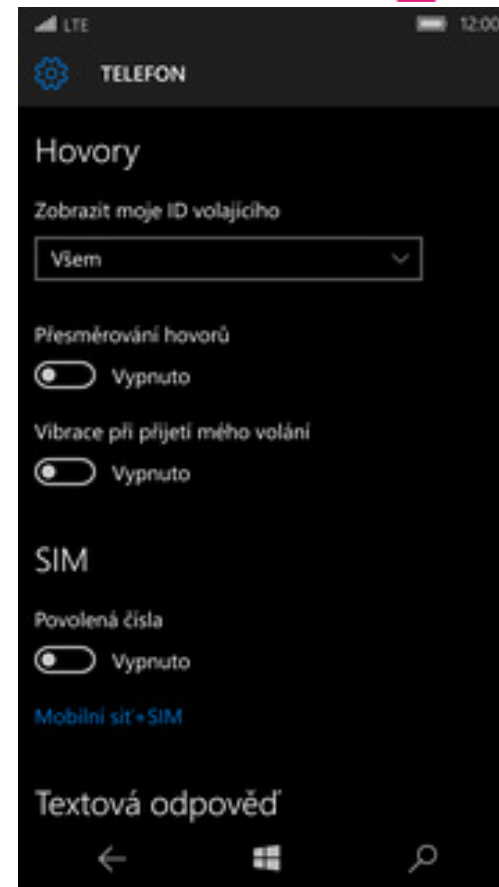 LTE 12:00
TELEFON
Hovory
Zobrazit moje ID volajícího
Všem
Přesměrování hovorů
Vypnuto
Vibrace při přijetí mého volání
Vypnuto
SIM
Povolená čísla
Vypnuto
Mobilní síť+SIM
Textová odpověď